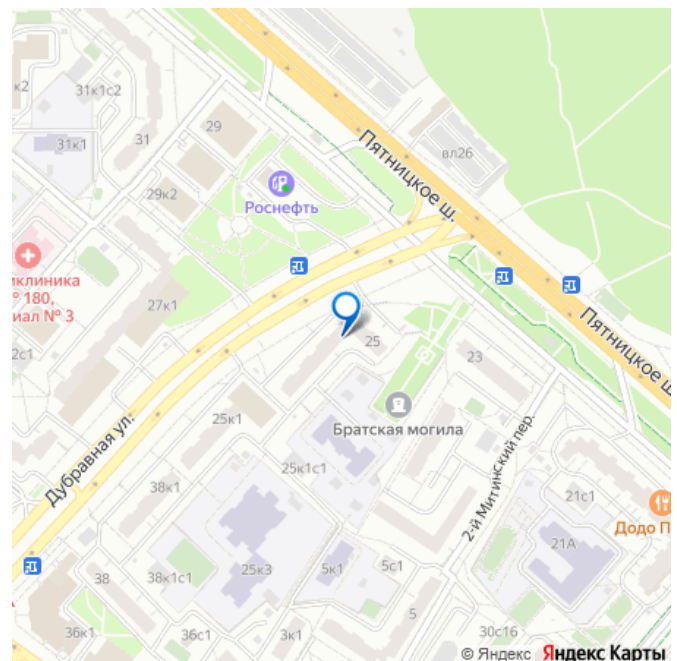 к2
31к1с2
31к1
31
29
29к2
Роснефть
вл26
Пятницкое ш.
Пятницкое ш.
иклиника
° 180,
иал № 3
2с1
27к1
25
23
Братская могила
25к1
25к1с1
Дубравная ул.
38к1
2-й Митинский пер.
21с1
Додо П
21А
38
38к1с1
25к3
5к1
5с1
5
36к1
36с1
3к1
30с16
© Яндекс Яндекс Карты